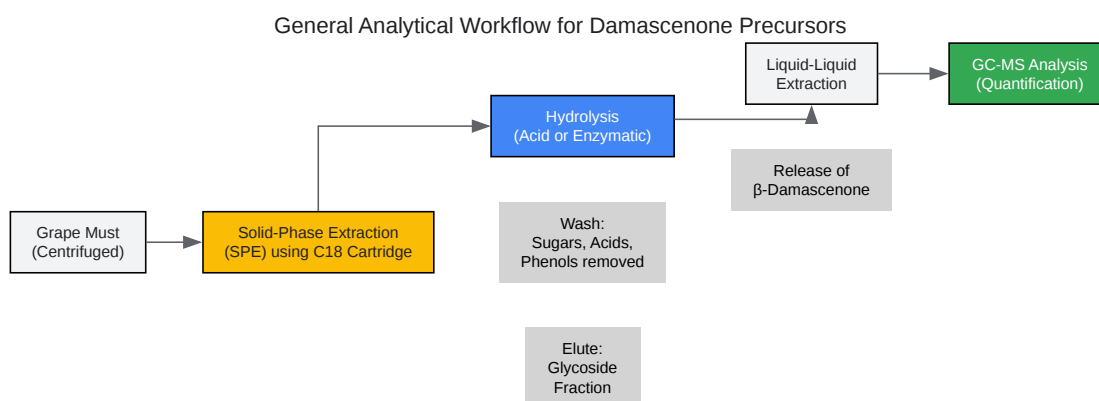 General Analytical Workflow for Damascenone Precursors
Grape Must
(Centrifuged)
Solid-Phase Extraction
(SPE) using C18 Cartridge
Hydrolysis
(Acid or Enzymatic)
Liquid-Liquid
Extraction
GC-MS Analysis
(Quantification)
Wash:
Sugars, Acids,
Phenols removed
Elute:
Glycoside
Fraction
Release of
β-Damascenone